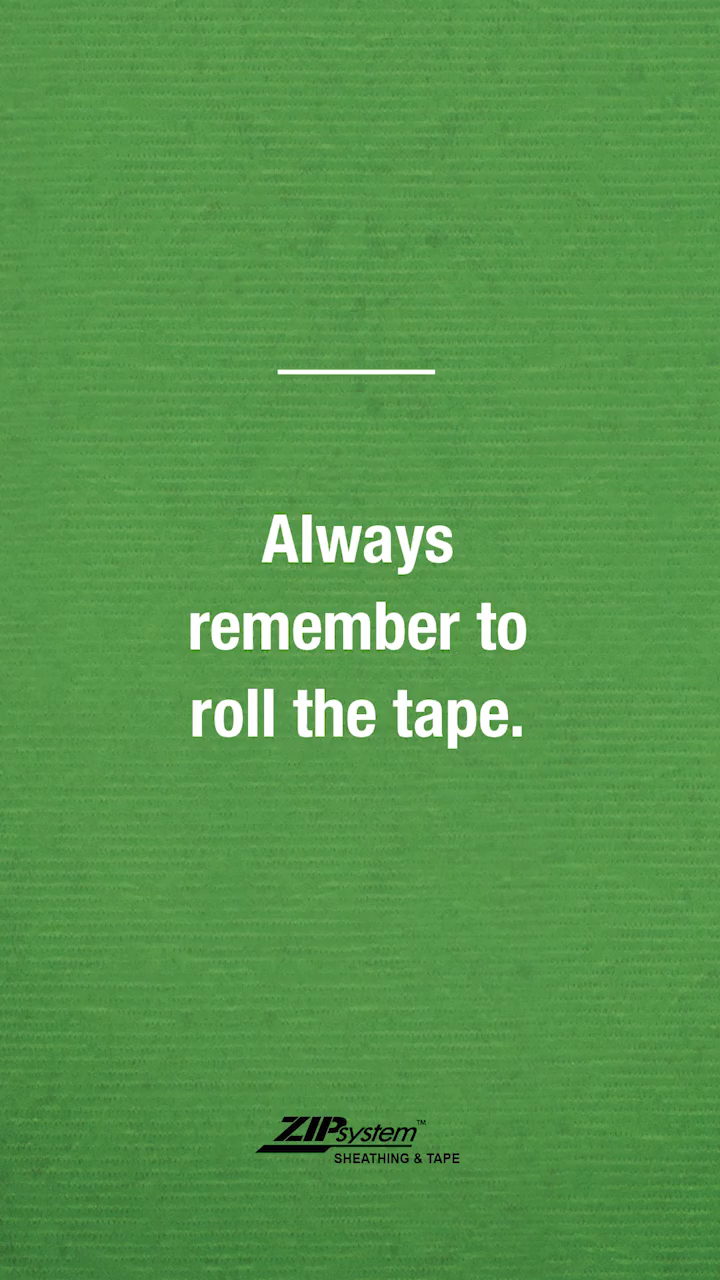 Always
remember to
roll the tape.
ZIPsystem™
SHEATHING & TAPE